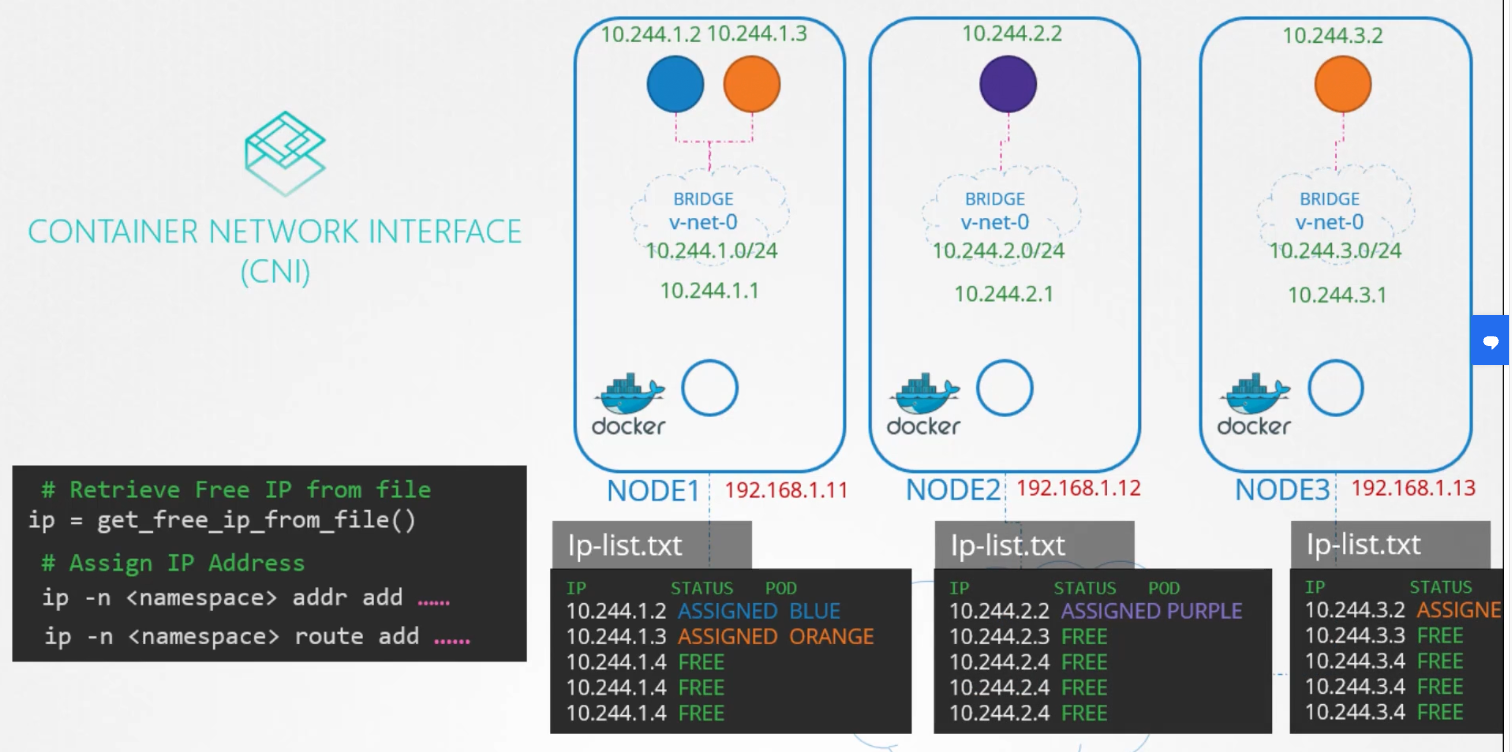 CONTAINER NETWORK INTERFACE
(CNI)
# Retrieve Free IP from file
ip = get_free_ip_from_file()
# Assign IP Address
ip -n <namespace> addr add ……
ip -n <namespace> route add ……
10.244.1.2 10.244.1.3
BRIDGE
v-net-0
10.244.1.0/24
10.244.1.1
docker
NODE1 192.168.1.11
Ip-list.txt
IP STATUS POD
10.244.1.2 ASSIGNED BLUE
10.244.1.3 ASSIGNED ORANGE
10.244.1.4 FREE
10.244.1.4 FREE
10.244.1.4 FREE
10.244.2.2
BRIDGE
v-net-0
10.244.2.0/24
10.244.2.1
docker
NODE2 192.168.1.12
Ip-list.txt
IP STATUS POD
10.244.2.2 ASSIGNED PURPLE
10.244.2.3 FREE
10.244.2.4 FREE
10.244.2.4 FREE
10.244.2.4 FREE
10.244.3.2
BRIDGE
v-net-0
10.244.3.0/24
10.244.3.1
docker
NODE3 192.168.1.13
Ip-list.txt
IP STATUS
10.244.3.2 ASSIGNE
10.244.3.3 FREE
10.244.3.4 FREE
10.244.3.4 FREE
10.244.3.4 FREE